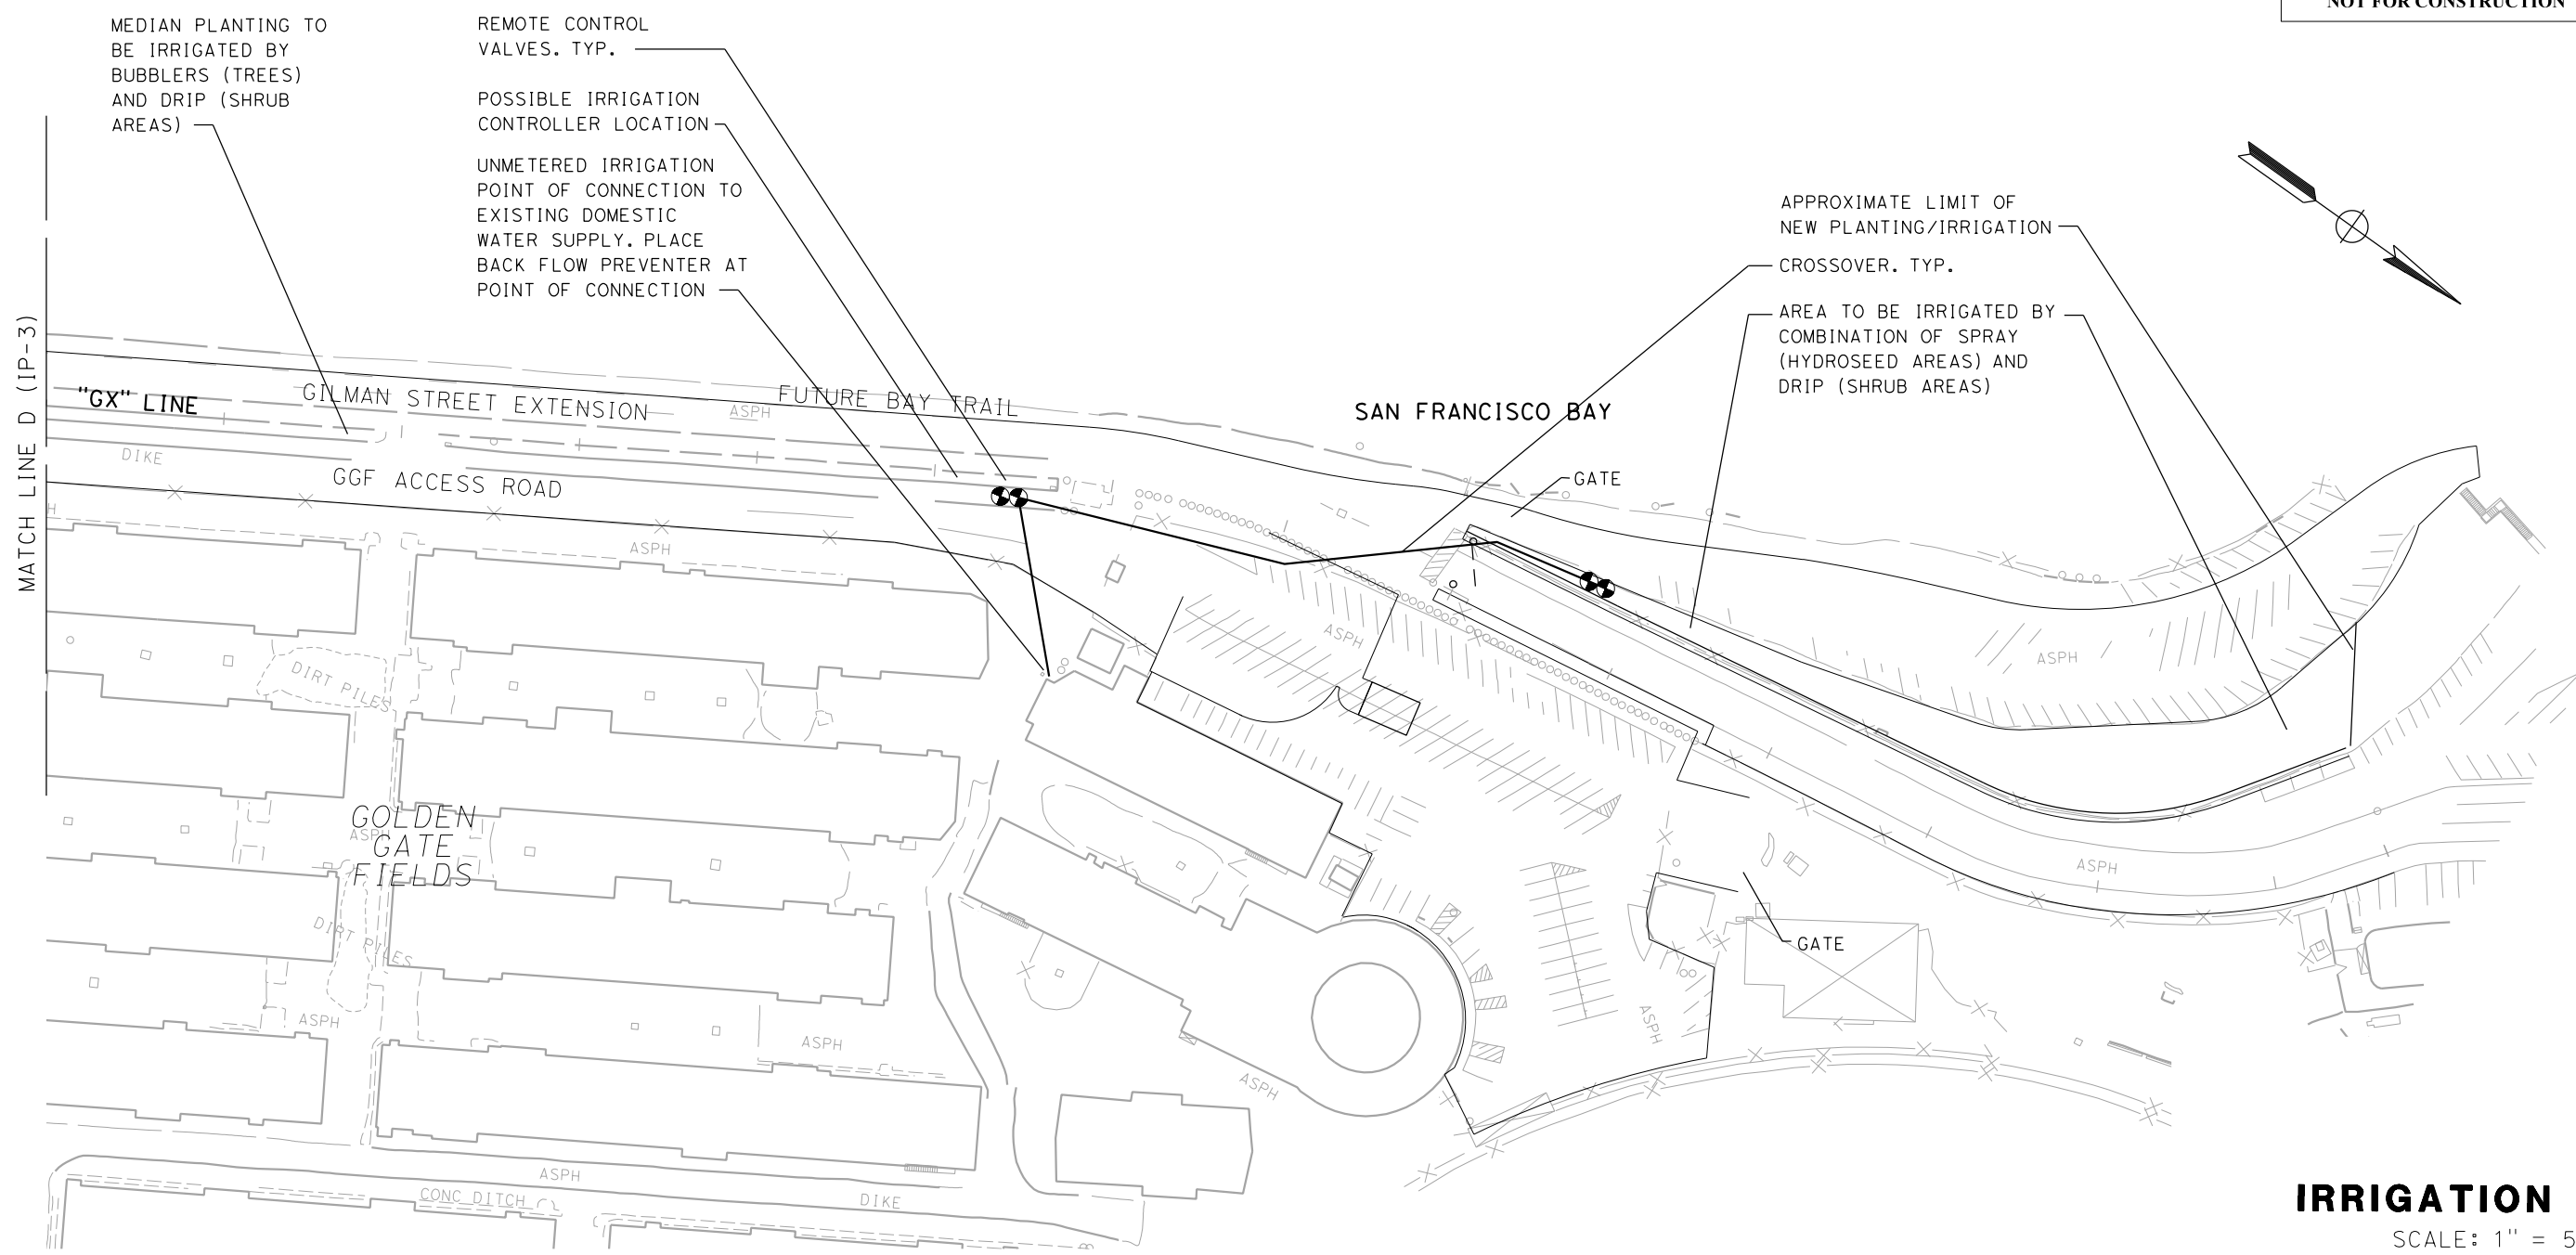 NOT FOR CONSTRUCTION
MEDIAN PLANTING TO
BE IRRIGATED BY
BUBBLERS (TREES)
AND DRIP (SHRUB
AREAS)
REMOTE CONTROL
VALVES. TYP.
POSSIBLE IRRIGATION
CONTROLLER LOCATION
UNMETERED IRRIGATION
POINT OF CONNECTION TO
EXISTING DOMESTIC
WATER SUPPLY. PLACE
BACK FLOW PREVENTER AT
POINT OF CONNECTION
APPROXIMATE LIMIT OF
NEW PLANTING/IRRIGATION
CROSSOVER. TYP.
AREA TO BE IRRIGATED BY
COMBINATION OF SPRAY
(HYDROSEED AREAS) AND
DRIP (SHRUB AREAS)
MATCH LINE D (IP-3)
"GX" LINE
GILMAN STREET EXTENSION
ASPH
FUTURE BAY TRAIL
SAN FRANCISCO BAY
DIKE
GGF ACCESS ROAD
GATE
H
ASPH
ASPH
ASPH
DIRT PILES
GOLDEN
GATE
FIELDS
ASPH
ASPH
DIRT PILES
GATE
ASPH
ASPH
ASPH
ASPH
ASPH
CONC DITCH
DIKE
IRRIGATION
SCALE: 1" = 5